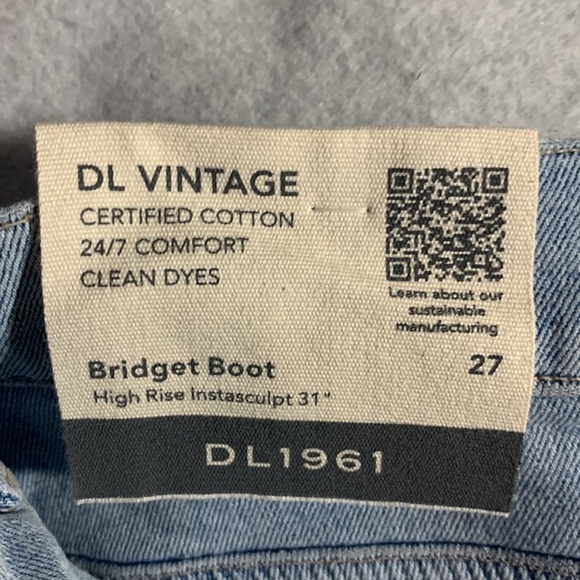 DL VINTAGE
CERTIFIED COTTON
24/7 COMFORT
CLEAN DYES
Learn about our
sustainable
manufacturing
Bridget Boot
27
High Rise Instasculpt 31"
DL1961